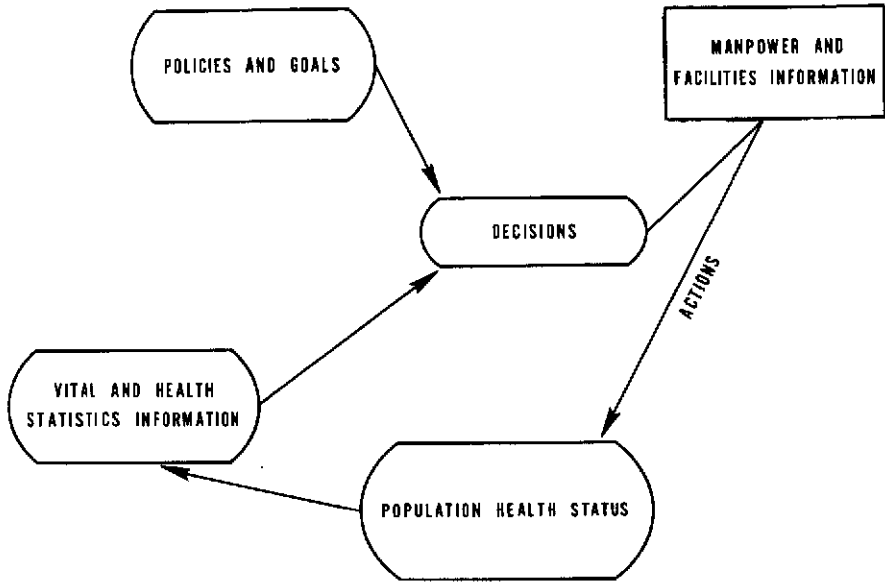 POLICIES AND GOALS
MANPOWER AND
FACILITIES INFORMATION
DECISIONS
ACTIONS
VITAL AND HEALTH
STATISTICS INFORMATION
POPULATION HEALTH STATUS